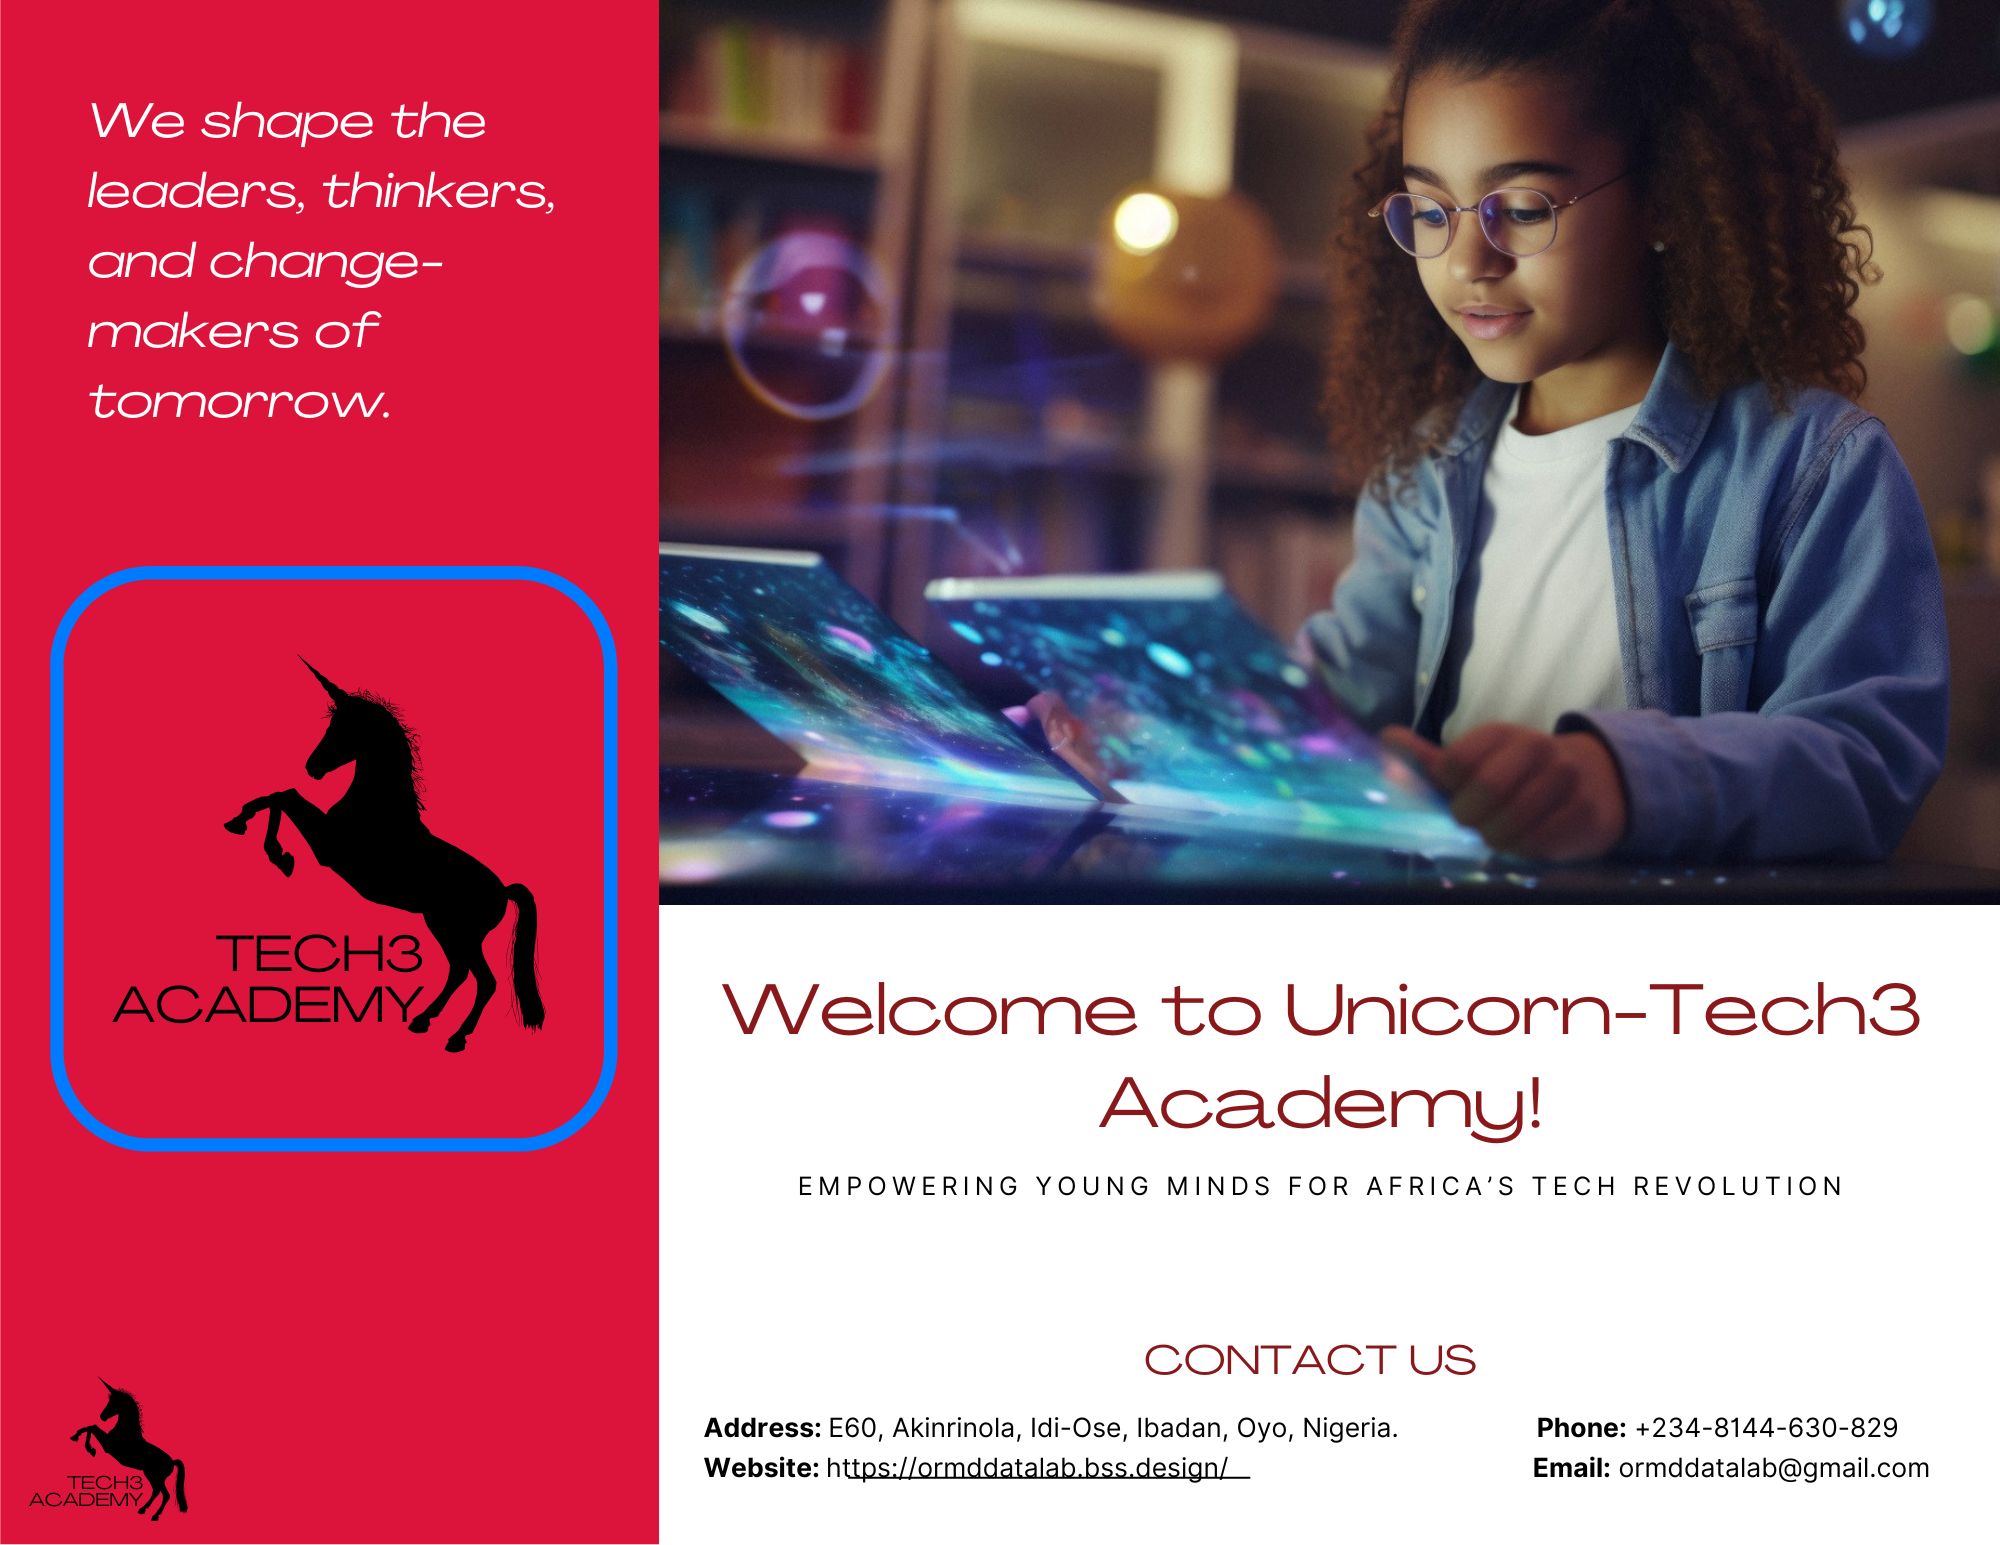 We shape the
leaders, thinkers,
and change-
makers of
tomorrow.
TECH3
ACADEMY
TECH3
ACADEMY
Welcome to Unicorn-Tech3
Academy!
EMPOWERING YOUNG MINDS FOR AFRICA’S TECH REVOLUTION
CONTACT US
Address: E60, Akinrinola, Idi-Ose, Ibadan, Oyo, Nigeria.
Website: https://ormddatalab.bss.design/
Phone: +234-8144-630-829
Email: ormddatalab@gmail.com